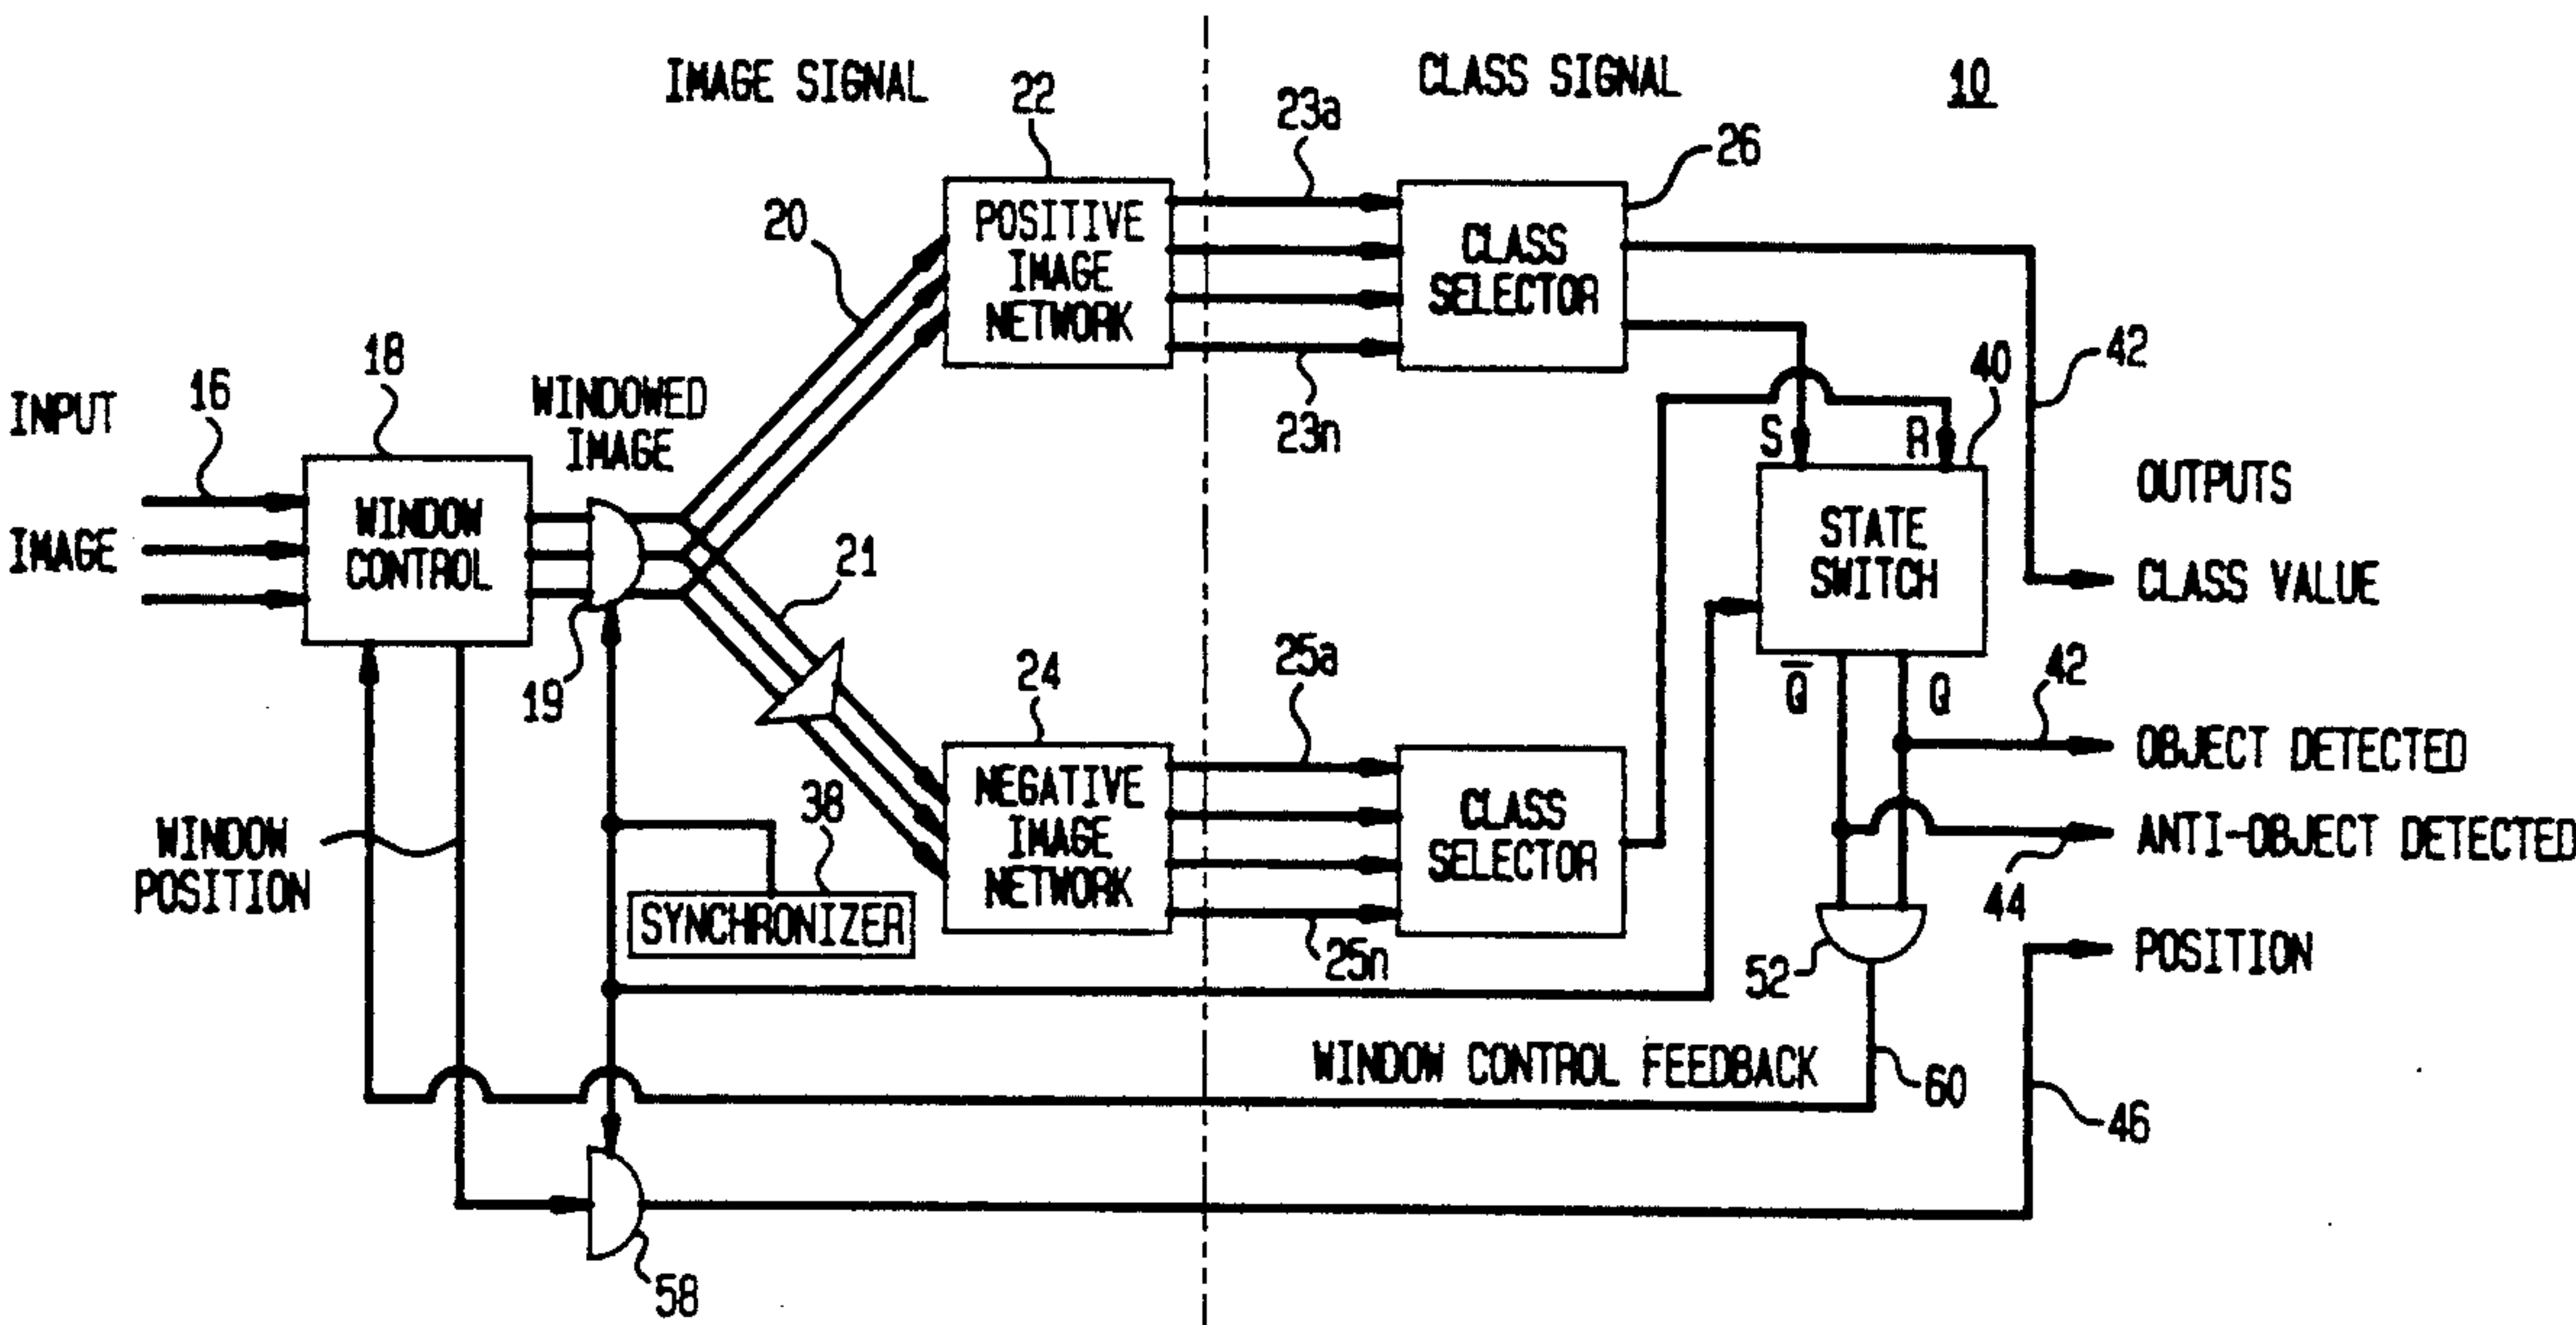 IMAGE SIGNAL
CLASS SIGNAL
10
22
23a
26
20
POSITIVE
IMAGE
NETWORK
CLASS
SELECTOR
18
16
INPUT
IMAGE
WINDOWED
IMAGE
23n
40
42
S
R
WINDOW
CONTROL
STATE
SWITCH
OUTPUTS
CLASS VALUE
21
19
25a
24
Q̅
Q
42
OBJECT DETECTED
NEGATIVE
IMAGE
NETWORK
CLASS
SELECTOR
38
SYNCHRONIZER
WINDOW
POSITION
ANTI-OBJECT DETECTED
44
25n
52
POSITION
WINDOW CONTROL FEEDBACK
60
46
58